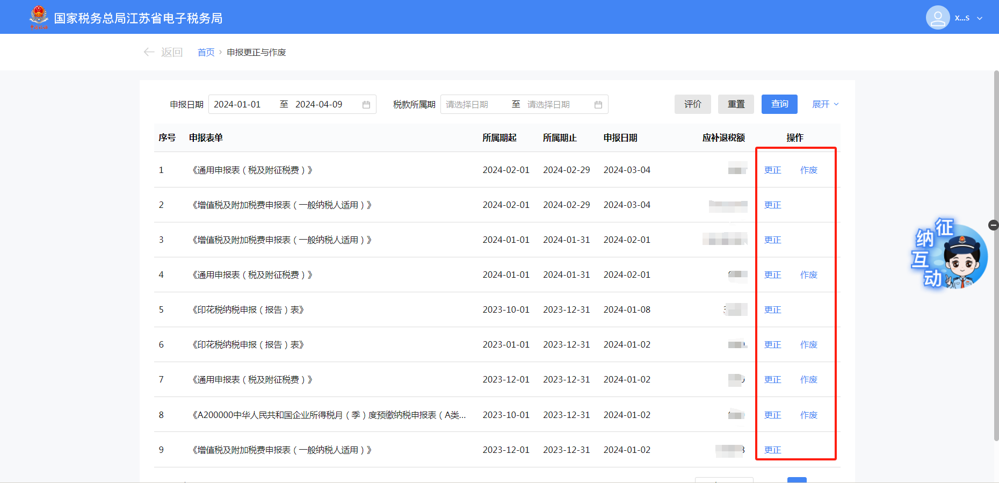 国家税务总局江苏省电子税务局
x...s
返回 首页 › 申报更正与作废
申报日期 2024-01-01 至 2024-04-09 税款所属期 请选择日期 至 请选择日期 评价 重置 查询 展开
序号 申报表单 所属期起 所属期止 申报日期 应补退税额 操作
1 《通用申报表（税及附征税费）》 2024-02-01 2024-02-29 2024-03-04 更正 作废
2 《增值税及附加税费申报表（一般纳税人适用）》 2024-02-01 2024-02-29 2024-03-04 更正
3 《增值税及附加税费申报表（一般纳税人适用）》 2024-01-01 2024-01-31 2024-02-01 更正
4 《通用申报表（税及附征税费）》 2024-01-01 2024-01-31 2024-02-01 更正 作废
5 《印花税纳税申报（报告）表》 2023-10-01 2023-12-31 2024-01-08 更正
6 《印花税纳税申报（报告）表》 2023-01-01 2023-12-31 2024-01-02 更正 作废
7 《通用申报表（税及附征税费）》 2023-12-01 2023-12-31 2024-01-02 更正 作废
8 《A200000中华人民共和国企业所得税月（季）度预缴纳税申报表（A类... 2023-10-01 2023-12-31 2024-01-02 更正 作废
9 《增值税及附加税费申报表（一般纳税人适用）》 2023-12-01 2023-12-31 2024-01-02 更正
征纳互动